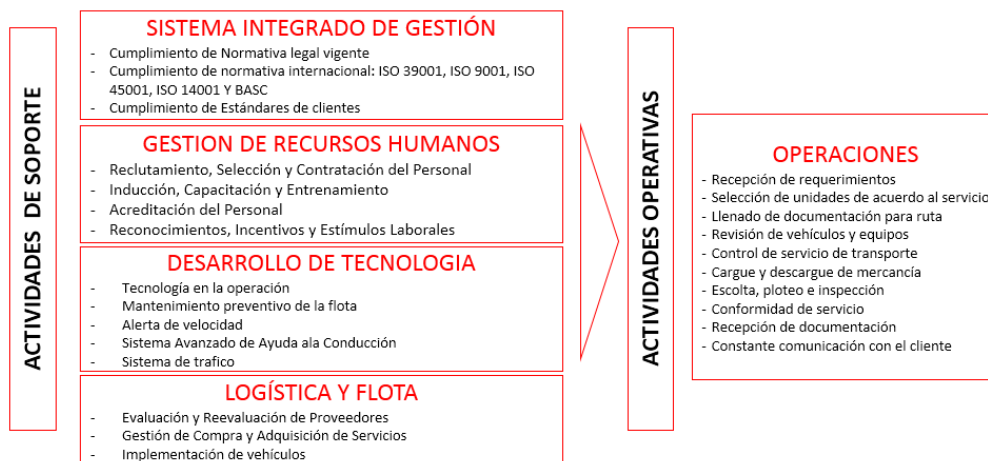 ACTIVIDADES DE SOPORTE
SISTEMA INTEGRADO DE GESTIÓN
- Cumplimiento de Normativa legal vigente
- Cumplimiento de normativa internacional: ISO 39001, ISO 9001, ISO
45001, ISO 14001 Y BASC
- Cumplimiento de Estándares de clientes
GESTION DE RECURSOS HUMANOS
- Reclutamiento, Selección y Contratación del Personal
- Inducción, Capacitación y Entrenamiento
- Acreditación del Personal
- Reconocimientos, Incentivos y Estímulos Laborales
DESARROLLO DE TECNOLOGIA
- Tecnología en la operación
- Mantenimiento preventivo de la flota
- Alerta de velocidad
- Sistema Avanzado de Ayuda ala Conducción
- Sistema de trafico
LOGÍSTICA Y FLOTA
- Evaluación y Reevaluación de Proveedores
- Gestión de Compra y Adquisición de Servicios
- Implementación de vehículos
ACTIVIDADES OPERATIVAS
OPERACIONES
- Recepción de requerimientos
- Selección de unidades de acuerdo al servicio
- Llenado de documentación para ruta
- Revisión de vehículos y equipos
- Control de servicio de transporte
- Cargue y descargue de mercancía
- Escolta, ploteo e inspección
- Conformidad de servicio
- Recepción de documentación
- Constante comunicación con el cliente